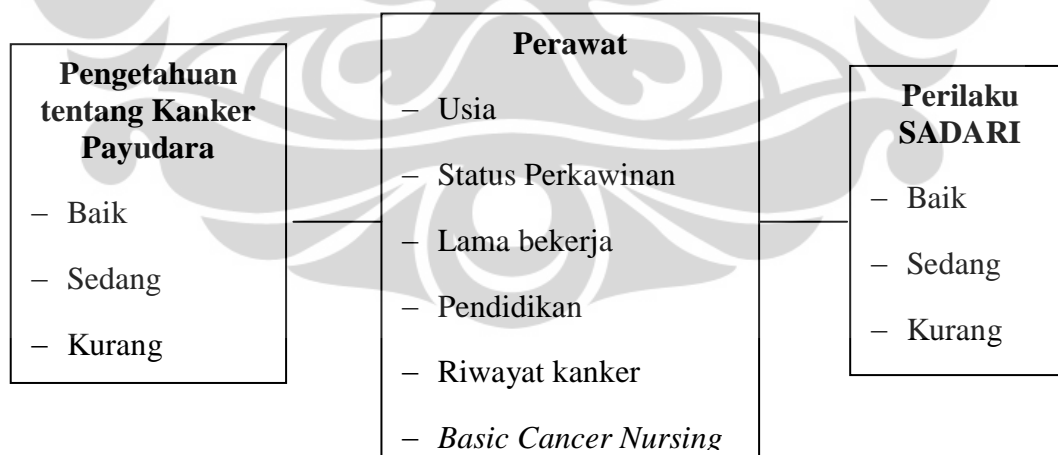 Pengetahuan
tentang Kanker
Payudara
– Baik
– Sedang
– Kurang
Perawat
– Usia
– Status Perkawinan
– Lama bekerja
– Pendidikan
– Riwayat kanker
– Basic Cancer Nursing
Perilaku
SADARI
– Baik
– Sedang
– Kurang